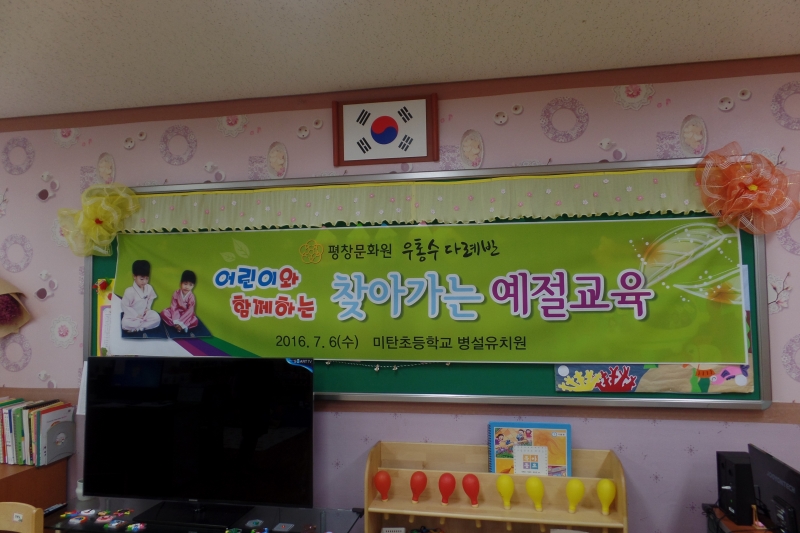 평창문화원 우통수 다례반
어린이와
함께하는
찾아가는 예절교육
2016. 7. 6(수) 미탄초등학교 병설유치원